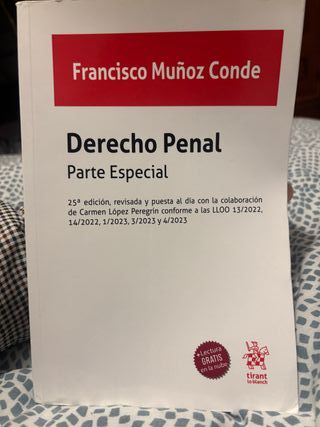 Francisco Muñoz Conde
Derecho Penal
Parte Especial
25ª edición, revisada y puesta al día con la colaboración
de Carmen López Peregrín conforme a las LLOO 13/2022,
14/2022, 1/2023, 3/2023 y 4/2023
+Lectura
GRATIS
en la nube
tirant
lo blanch